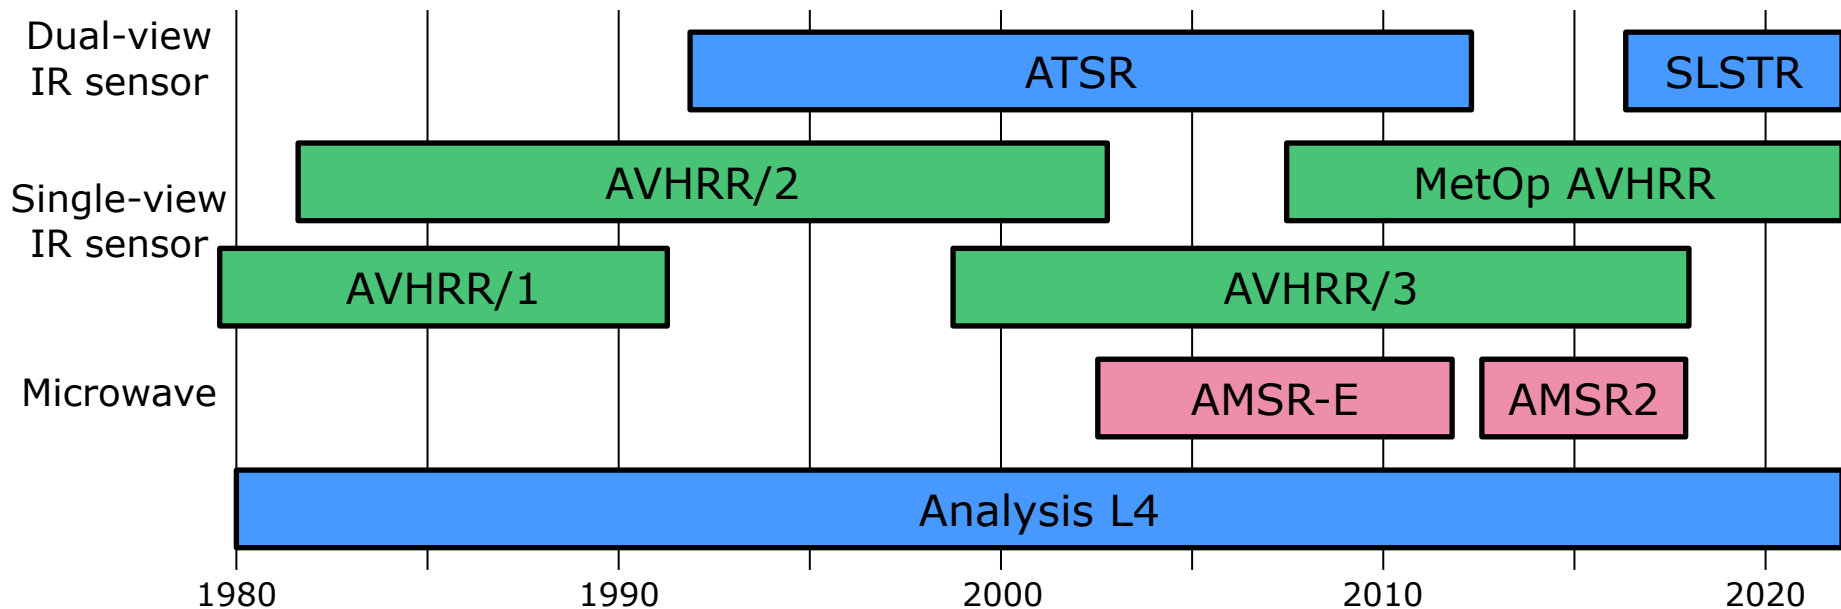 Dual-view
IR sensor
ATSR
SLSTR
AVHRR/2
MetOp AVHRR
Single-view
IR sensor
AVHRR/1
AVHRR/3
Microwave
AMSR-E
AMSR2
Analysis L4
1980
1990
2000
2010
2020